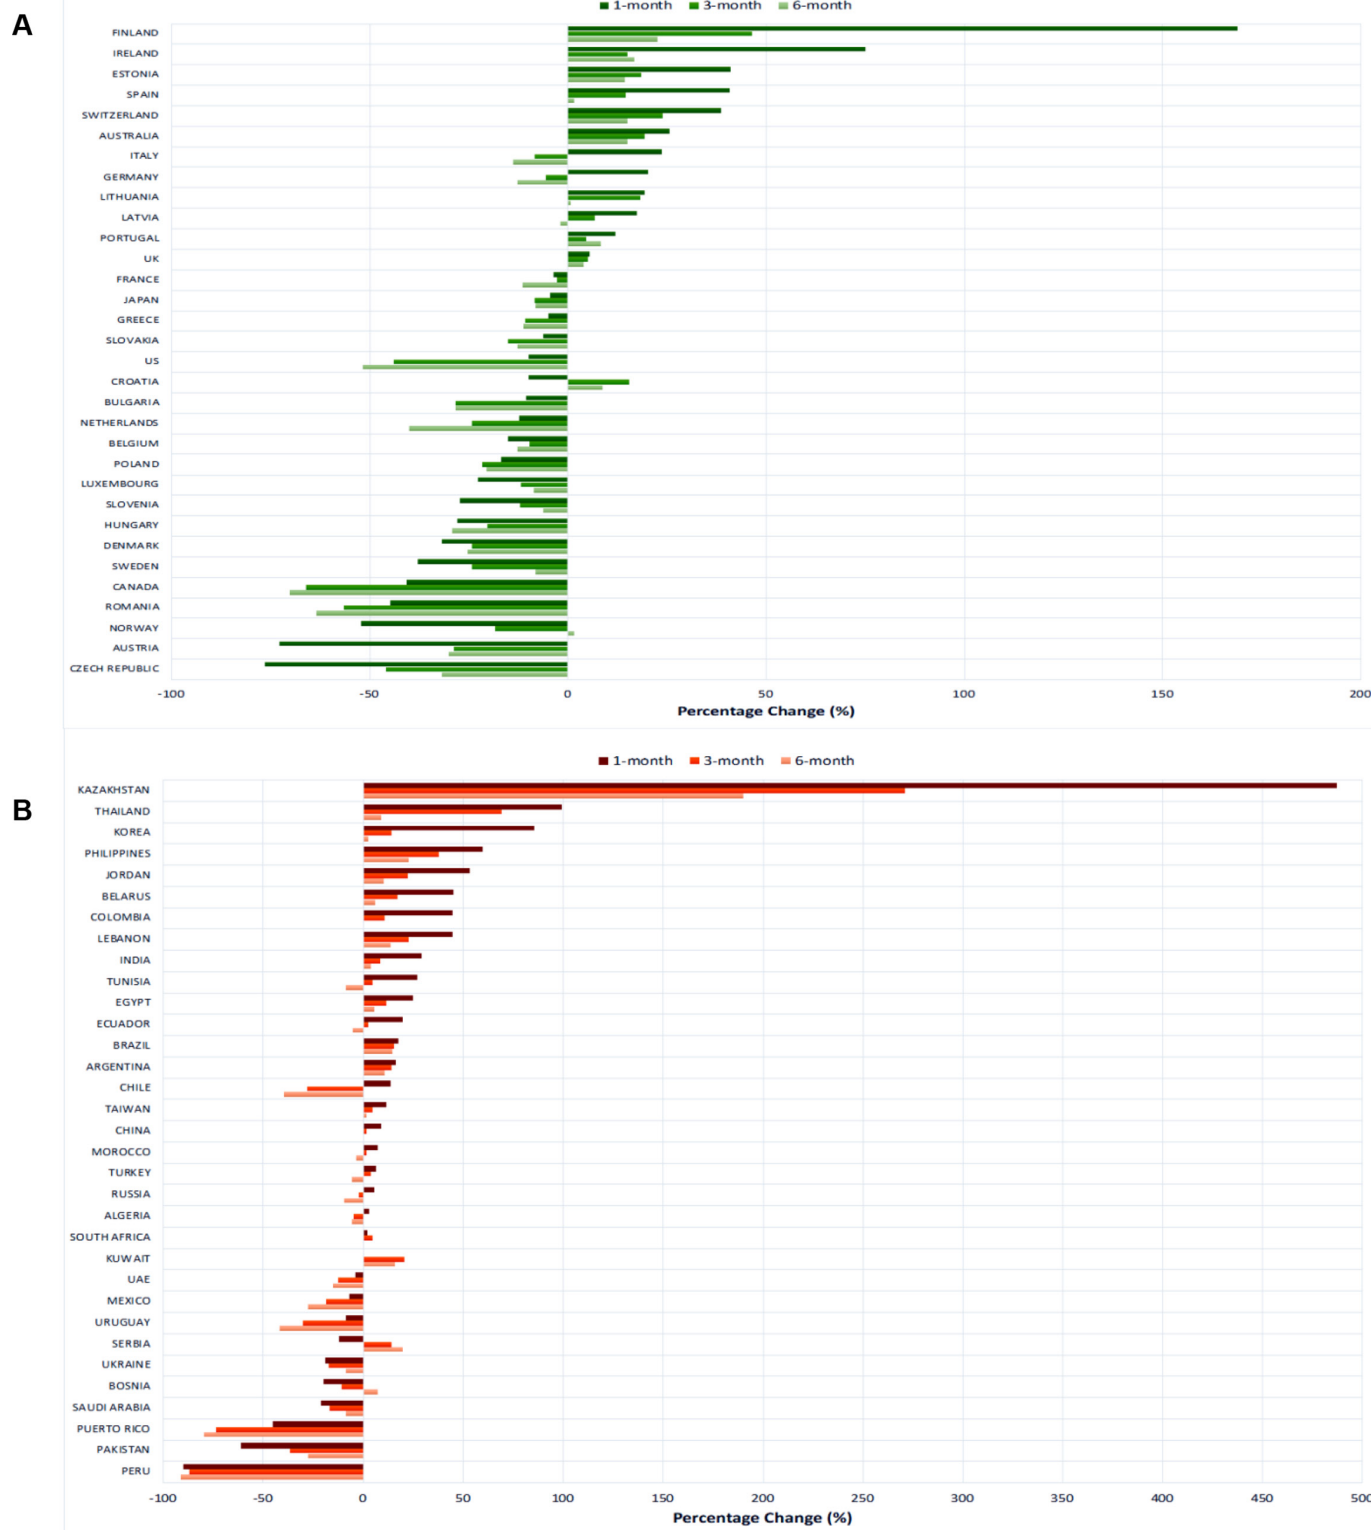 A
1-month 3-month 6-month
FINLAND
IRELAND
ESTONIA
SPAIN
SWITZERLAND
AUSTRALIA
ITALY
GERMANY
LITHUANIA
LATVIA
PORTUGAL
UK
FRANCE
JAPAN
GREECE
SLOVAKIA
US
CROATIA
BULGARIA
NETHERLANDS
BELGIUM
POLAND
LUXEMBOURG
SLOVENIA
HUNGARY
DENMARK
SWEDEN
CANADA
ROMANIA
NORWAY
AUSTRIA
CZECH REPUBLIC
-100 -50 0 50 100 150 200
Percentage Change (%)
B
1-month 3-month 6-month
KAZAKHSTAN
THAILAND
KOREA
PHILIPPINES
JORDAN
BELARUS
COLOMBIA
LEBANON
INDIA
TUNISIA
EGYPT
ECUADOR
BRAZIL
ARGENTINA
CHILE
TAIWAN
CHINA
MOROCCO
TURKEY
RUSSIA
ALGERIA
SOUTH AFRICA
KUWAIT
UAE
MEXICO
URUGUAY
SERBIA
UKRAINE
BOSNIA
SAUDI ARABIA
PUERTO RICO
PAKISTAN
PERU
-100 -50 0 50 100 150 200 250 300 350 400 450 500
Percentage Change (%)